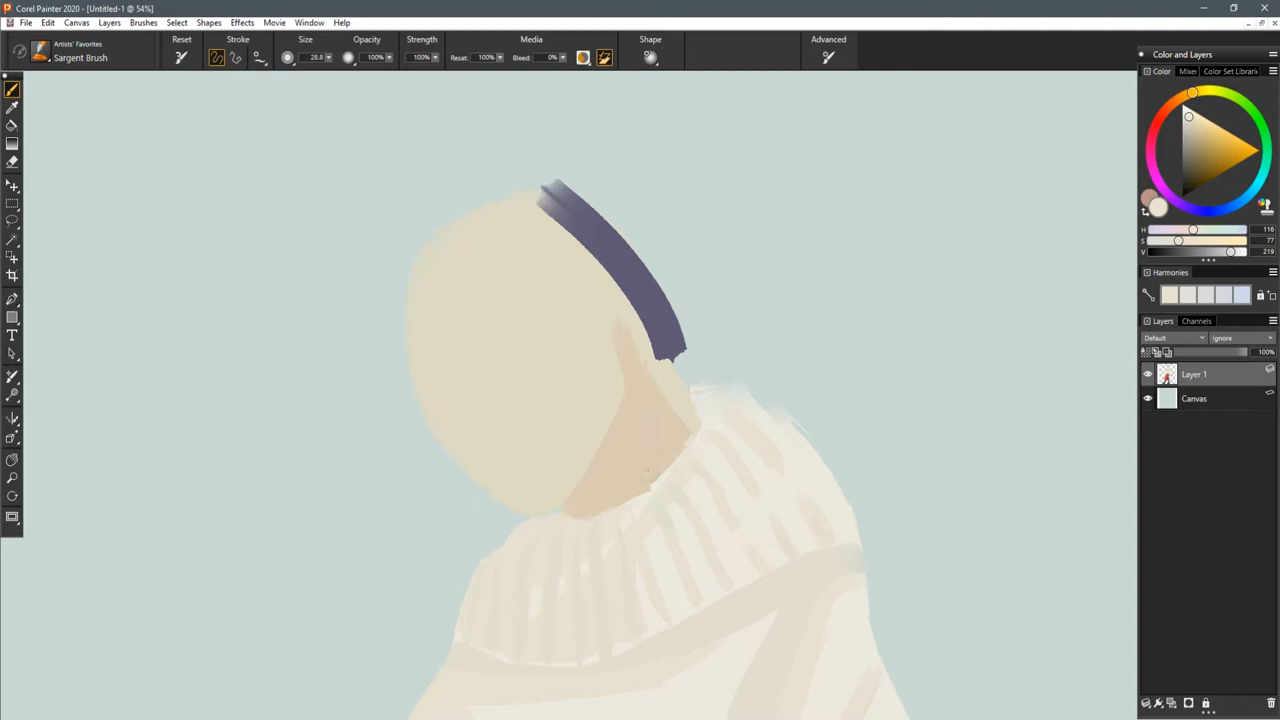 Corel Painter 2020 - [Untitled-1 @ 54%]
File Edit Canvas Layers Brushes Select Shapes Effects Movie Window Help
Artists' Favorites
Sargent Brush
Reset Stroke Size Opacity Strength Media Shape Advanced
28.8 100% 100% Resat: 100% Bleed: 0%
Color and Layers
Color Mixe Color Set Librari
H 116
S 77
V 219
Harmonies
Layers Channels
Default Ignore
100%
Layer 1
Canvas
T